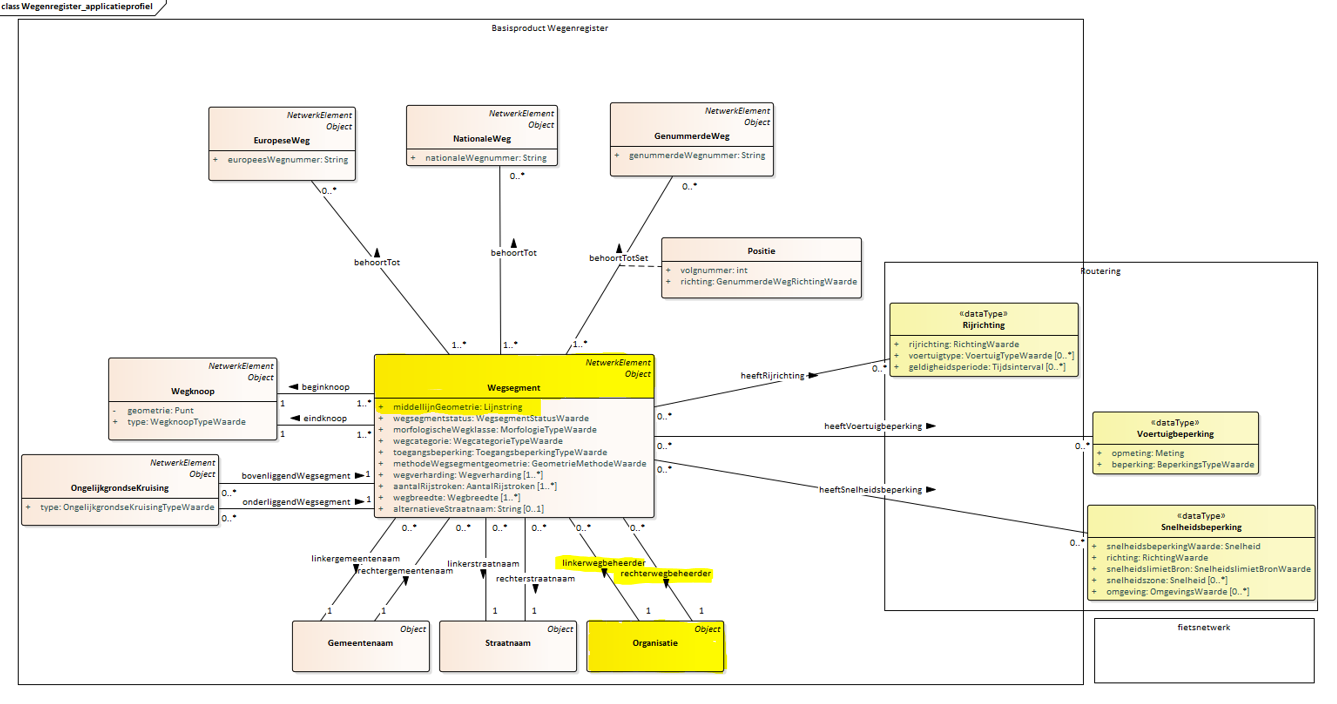 class Wegenregister_applicatieprofiel
Basisproduct Wegenregister
NetwerkElement
Object
EuropeseWeg
+ europeesWegnummer: String
NetwerkElement
Object
NationaleWeg
+ nationaleWegnummer: String
NetwerkElement
Object
GenummerdeWeg
+ genummerdeWegnummer: String
0..*
0..*
0..*
behoortTot
behoortTot
behoortTotSet
Positie
+ volgnummer: int
+ richting: GenummerdeWegRichtingWaarde
1..*
1..*
1..*
Routering
«dataType»
Rijrichting
+ rijrichting: RichtingWaarde
+ voertuigtype: VoertuigTypeWaarde [0..*]
+ geldigheidsperiode: Tijdsinterval [0..*]
NetwerkElement
Object
Wegknoop
- geometrie: Punt
+ type: WegknoopTypeWaarde
beginknoop
1
1..*
eindknoop
1
1..*
NetwerkElement
Object
Wegsegment
+ middellijnGeometrie: Lijnstring
+ wegsegmentstatus: WegsegmentStatusWaarde
+ morfologischeWegklasse: MorfologieTypeWaarde
+ wegcategorie: WegcategorieTypeWaarde
+ toegangsbeperking: ToegangsbeperkingTypeWaarde
+ methodeWegsegmentgeometrie: GeometrieMethodeWaarde
+ wegverharding: Wegverharding [1..*]
+ aantalRijstroken: AantalRijstroken [1..*]
+ wegbreedte: Wegbreedte [1..*]
+ alternatieveStraatnaam: String [0..1]
heeftRijrichting
0..*
0..*
heeftVoertuigbeperking
0..*
0..*
«dataType»
Voertuigbeperking
+ opmeting: Meting
+ beperking: BeperkingsTypeWaarde
0..*
heeftSnelheidsbeperking
0..*
«dataType»
Snelheidsbeperking
+ snelheidsbeperkingWaarde: Snelheid
+ richting: RichtingWaarde
+ snelheidslimietBron: SnelheidslimietBronWaarde
+ snelheidszone: Snelheid [0..*]
+ omgeving: OmgevingsWaarde [0..*]
NetwerkElement
Object
OngelijkgrondseKruising
+ type: OngelijkgrondseKruisingTypeWaarde
bovenliggendWegsegment
1
0..*
onderliggendWegsegment
1
0..*
0..*
0..*
0..*
0..*
0..*
0..*
linkergemeentenaam
rechtergemeentenaam
linkerstraatnaam
rechterstraatnaam
linkerwegbeheerder
rechterwegbeheerder
1
1
1
1
1
1
Object
Gemeentenaam
Object
Straatnaam
Object
Organisatie
fietsnetwerk